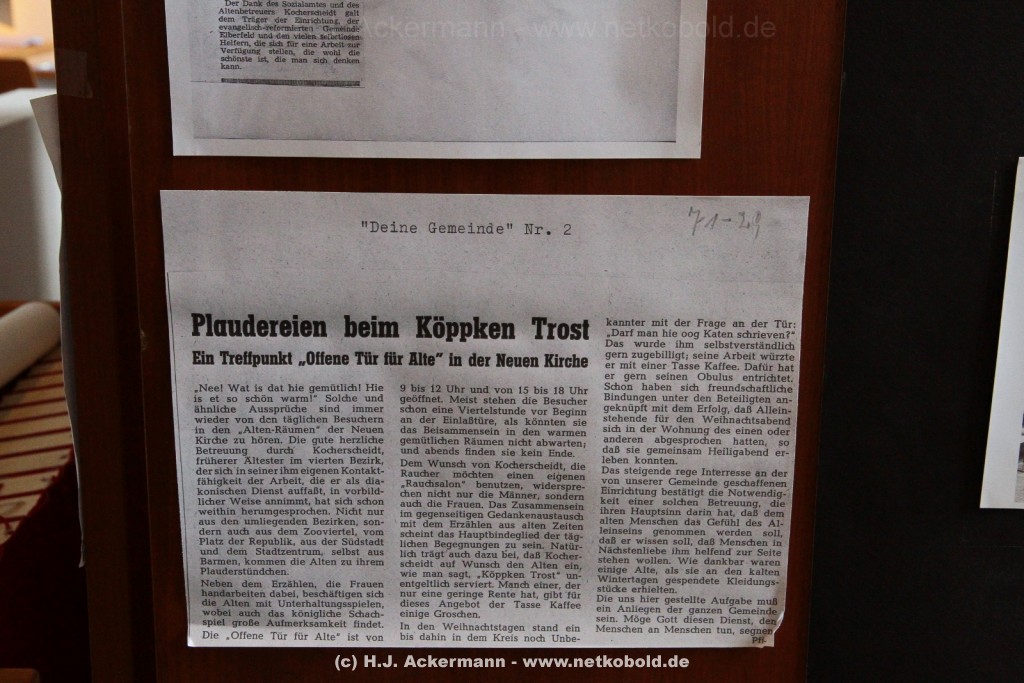 Der Dank des Sozialamtes und des
Altenbetreuers Kocherscheidt galt
dem Träger der Einrichtung, der
evangelisch-reformierten Gemeinde
Elberfeld und den vielen selbstlosen
Helfern, die sich für eine Arbeit zur
Verfügung stellen, die wohl die
schönste ist, die man sich denken
kann.
Ackermann - www.netkobold.de
"Deine Gemeinde" Nr. 2
Plaudereien beim Köppken Trost
Ein Treffpunkt „Offene Tür für Alte“ in der Neuen Kirche
„Nee! Wat is dat hie gemütlich! Hie
is et so schön warm!“ Solche und
ähnliche Aussprüche sind immer
wieder von den täglichen Besuchern
in den „Alten-Räumen“ der Neuen
Kirche zu hören. Die gute herzliche
Betreuung durch Kocherscheidt,
früherer Ältester im vierten Bezirk,
der sich in seiner ihm eigenen Kontakt-
fähigkeit der Arbeit, die er als dia-
konischen Dienst auffaßt, in vorbild-
licher Weise annimmt, hat sich schon
weithin herumgesprochen. Nicht nur
aus den umliegenden Bezirken, son-
dern auch aus dem Zooviertel, vom
Platz der Republik, aus der Südstadt
und dem Stadtzentrum, selbst aus
Barmen, kommen die Alten zu ihrem
Plauderstündchen.
Neben dem Erzählen, die Frauen
handarbeiten dabei, beschäftigen sich
die Alten mit Unterhaltungsspielen,
wobei auch das königliche Schach-
spiel große Aufmerksamkeit findet.
Die „Offene Tür für Alte“ ist von
9 bis 12 Uhr und von 15 bis 18 Uhr
geöffnet. Meist stehen die Besucher
schon eine Viertelstunde vor Beginn
an der Einlaßtüre, als könnten sie
das Beisammensein in den warmen
gemütlichen Räumen nicht abwarten;
und abends finden sie kein Ende.
Dem Wunsch von Kocherscheidt, die
Raucher möchten einen eigenen
„Rauchsalon“ benutzen, widerspre-
chen nicht nur die Männer, sondern
auch die Frauen. Das Zusammensein
im gegenseitigen Gedankenaustausch
mit dem Erzählen aus alten Zeiten
scheint das Hauptbindeglied der täg-
lichen Begegnungen zu sein. Natür-
lich trägt auch dazu bei, daß Kocher-
scheidt auf Wunsch den Alten ein,
wie man sagt, „Köppken Trost“ un-
entgeltlich serviert. Manch einer, der
nur eine geringe Rente hat, gibt für
dieses Angebot der Tasse Kaffee
einige Groschen.
In den Weihnachtstagen stand ein
bis dahin in dem Kreis noch Unbe-
kannter mit der Frage an der Tür:
„Darf man hie oog Katen schrieven?“
Das wurde ihm selbstverständlich
gern zugebilligt; seine Arbeit würzte
er mit einer Tasse Kaffee. Dafür hat
er gern seinen Obulus entrichtet.
Schon haben sich freundschaftliche
Bindungen unter den Beteiligten an-
geknüpft mit dem Erfolg, daß Allein-
stehende für den Weihnachtsabend
sich in der Wohnung des einen oder
anderen abgesprochen hatten, so
daß sie gemeinsam Heiligabend er-
leben konnten.
Das steigende rege Interresse an der
von unserer Gemeinde geschaffenen
Einrichtung bestätigt die Notwendig-
keit einer solchen Betreuung, die
ihren Hauptsinn darin hat, daß dem
alten Menschen das Gefühl des Al-
leinseins genommen werden soll,
daß er wissen soll, daß Menschen in
Nächstenliebe ihm helfend zur Seite
stehen wollen. Wie dankbar waren
einige Alte, als sie an den kalten
Wintertagen gespendete Kleidungs-
stücke erhielten.
Die uns hier gestellte Aufgabe muß
ein Anliegen der ganzen Gemeinde
sein. Möge Gott diesen Dienst, den
Menschen an Menschen tun, segnen
(c) H.J. Ackermann - www.netkobold.de